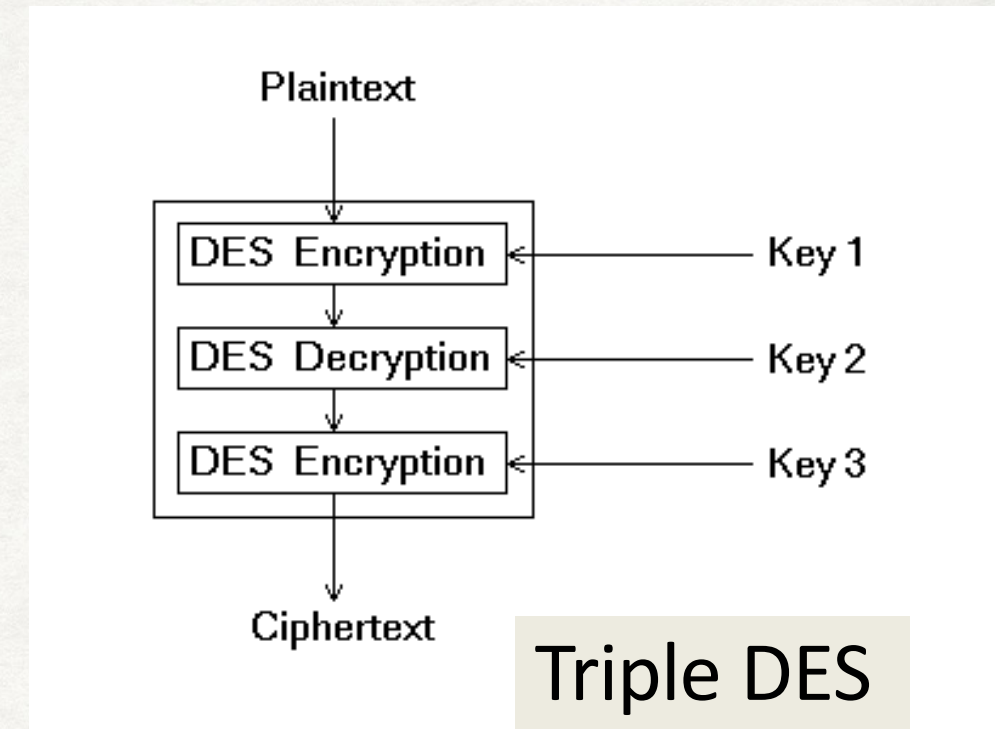 Plaintext
DES Encryption
Key 1
DES Decryption
Key 2
DES Encryption
Key 3
Ciphertext
Triple DES